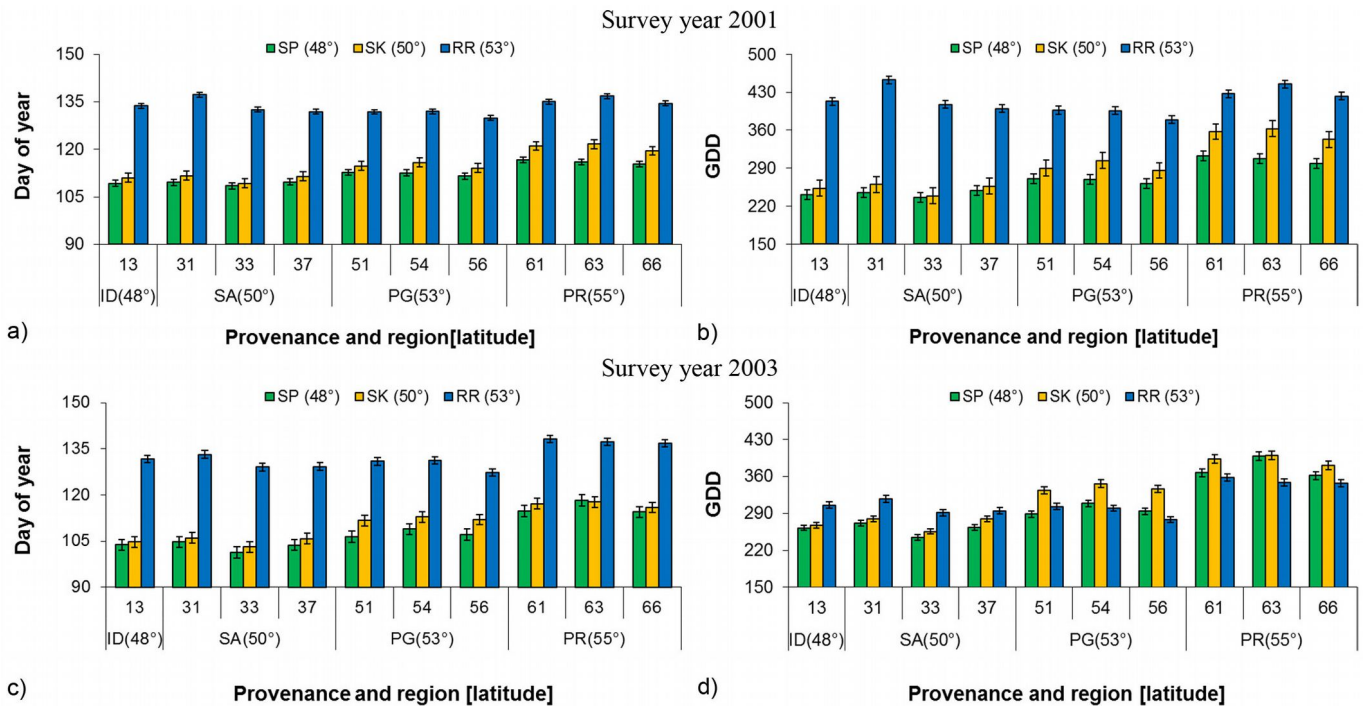 Survey year 2001
150
135
120
105
90
Day of year
SP (48°) SK (50°) RR (53°)
13 31 33 37 51 54 56 61 63 66
ID(48°) SA(50°) PG(53°) PR(55°)
a)
Provenance and region[latitude]
500
430
360
290
220
150
GDD
SP (48°) SK (50°) RR (53°)
13 31 33 37 51 54 56 61 63 66
ID(48°) SA(50°) PG(53°) PR(55°)
b)
Provenance and region [latitude]
Survey year 2003
150
135
120
105
90
Day of year
SP (48°) SK (50°) RR (53°)
13 31 33 37 51 54 56 61 63 66
ID(48°) SA(50°) PG(53°) PR(55°)
c)
Provenance and region [latitude]
500
430
360
290
220
150
GDD
SP (48°) SK (50°) RR (53°)
13 31 33 37 51 54 56 61 63 66
ID(48°) SA(50°) PG(53°) PR(55°)
d)
Provenance and region [latitude]